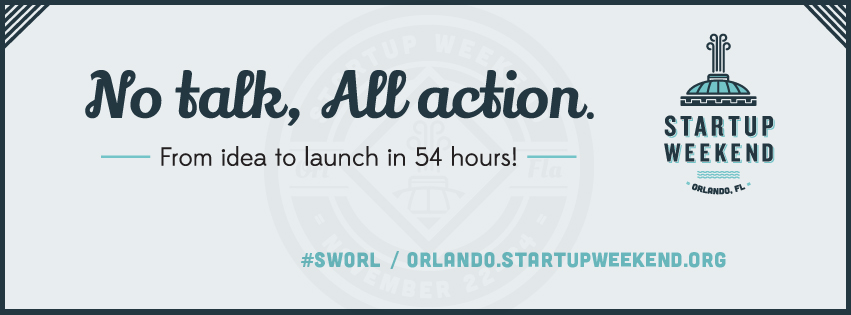 No talk, All action.
From idea to launch in 54 hours!
STARTUP
WEEKEND
ORLANDO, FL
#SWORL / ORLANDO.STARTUPWEEKEND.ORG